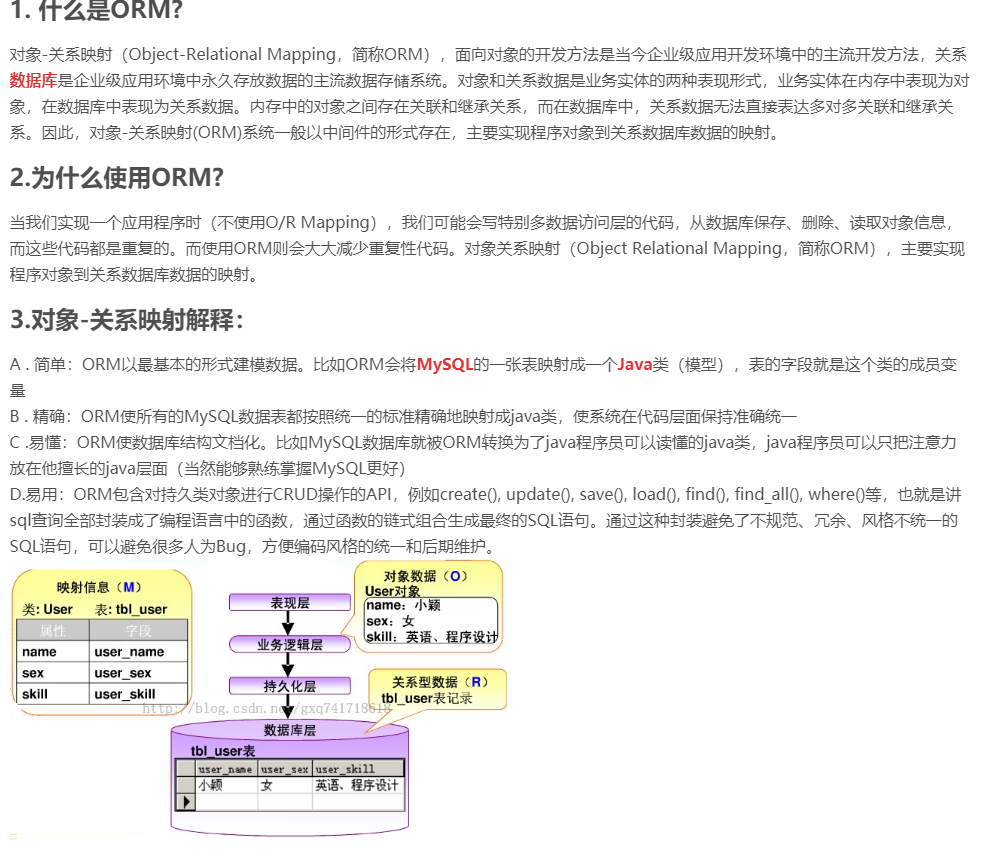 1. 什么是ORM?
对象-关系映射（Object-Relational Mapping，简称ORM），面向对象的开发方法是当今企业级应用开发环境中的主流开发方法，关系
数据库是企业级应用环境中永久存放数据的主流数据存储系统。对象和关系数据是业务实体的两种表现形式，业务实体在内存中表现为对
象，在数据库中表现为关系数据。内存中的对象之间存在关联和继承关系，而在数据库中，关系数据无法直接表达多对多关联和继承关
系。因此，对象-关系映射(ORM)系统一般以中间件的形式存在，主要实现程序对象到关系数据库数据的映射。
2.为什么使用ORM?
当我们实现一个应用程序时（不使用O/R Mapping），我们可能会写特别多数据访问层的代码，从数据库保存、删除、读取对象信息，
而这些代码都是重复的。而使用ORM则会大大减少重复性代码。对象关系映射（Object Relational Mapping，简称ORM），主要实现
程序对象到关系数据库数据的映射。
3.对象-关系映射解释：
A . 简单：ORM以最基本的形式建模数据。比如ORM会将MySQL的一张表映射成一个Java类（模型），表的字段就是这个类的成员变
量
B . 精确：ORM使所有的MySQL数据表都按照统一的标准精确地映射成java类，使系统在代码层面保持准确统一
C .易懂：ORM使数据库结构文档化。比如MySQL数据库就被ORM转换为了java程序员可以读懂的java类，java程序员可以只把注意力
放在他擅长的java层面（当然能够熟练掌握MySQL更好）
D.易用：ORM包含对持久类对象进行CRUD操作的API，例如create(), update(), save(), load(), find(), find_all(), where()等，也就是讲
sql查询全部封装成了编程语言中的函数，通过函数的链式组合生成最终的SQL语句。通过这种封装避免了不规范、冗余、风格不统一的
SQL语句，可以避免很多人为Bug，方便编码风格的统一和后期维护。
映射信息（M）
类: User 表: tbl_user
属性 字段
name user_name
sex user_sex
skill user_skill
表现层
业务逻辑层
持久化层
数据库层
对象数据（O）
User对象
name：小颖
sex：女
skill：英语、程序设计
关系型数据（R）
tbl_user表记录
http://blog.csdn.net/gxq741718618
tbl_user表
user_name user_sex user_skill
小颖 女 英语、程序设计